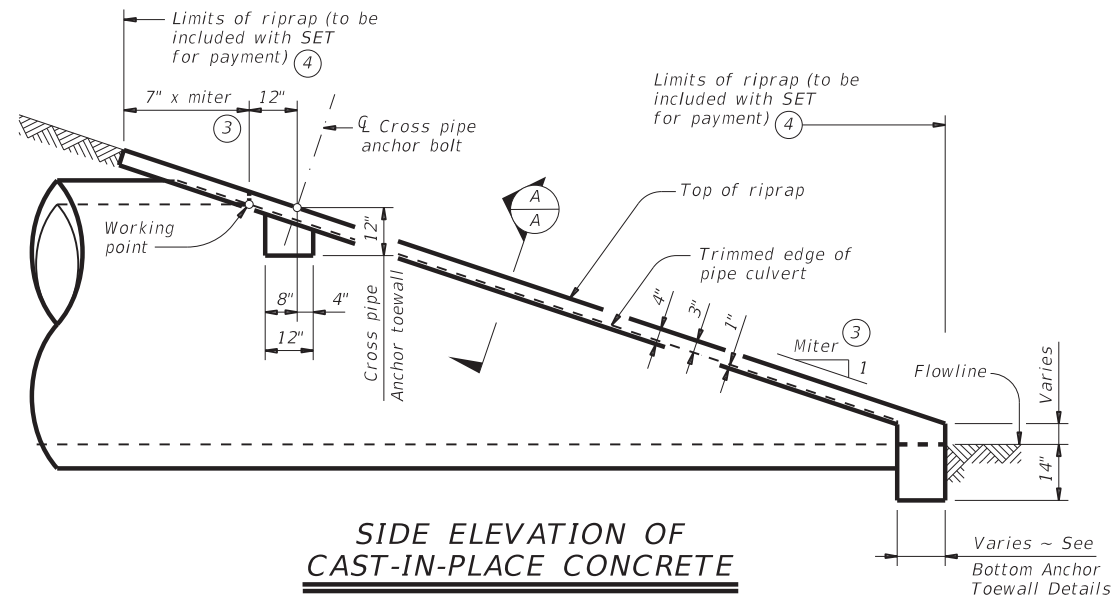 Limits of riprap (to be
included with SET
for payment) 4
7" x miter
12"
3
℄ Cross pipe
anchor bolt
Limits of riprap (to be
included with SET
for payment) 4
A
A
Top of riprap
Working
point
12"
Trimmed edge of
pipe culvert
8"
4"
12"
Cross pipe
Anchor toewall
4"
3"
1"
Miter 3
1
Flowline
Varies
14"
SIDE ELEVATION OF
CAST-IN-PLACE CONCRETE
Varies ~ See
Bottom Anchor
Toewall Details